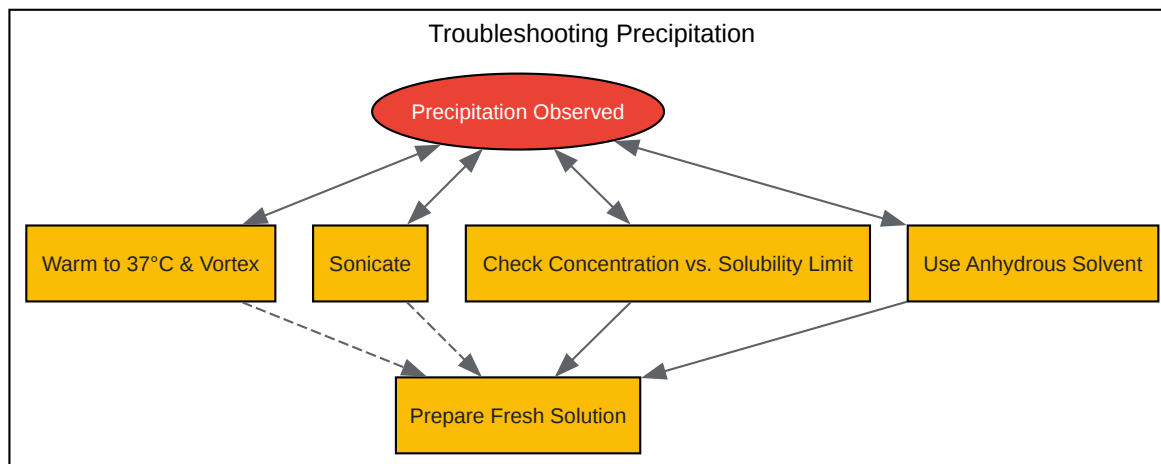 Troubleshooting Precipitation
Precipitation Observed
Warm to 37°C & Vortex
Sonicate
Check Concentration vs. Solubility Limit
Use Anhydrous Solvent
Prepare Fresh Solution